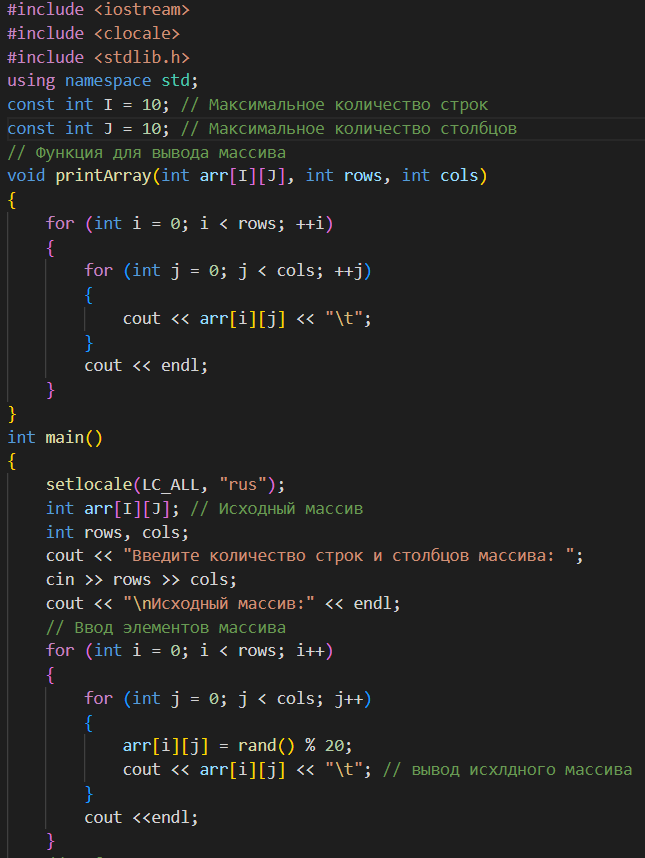 #include <iostream>
#include <clocale>
#include <stdlib.h>
using namespace std;
const int I = 10; // Максимальное количество строк
const int J = 10; // Максимальное количество столбцов
// Функция для вывода массива
void printArray(int arr[I][J], int rows, int cols)
{
    for (int i = 0; i < rows; ++i)
    {
        for (int j = 0; j < cols; ++j)
        {
            cout << arr[i][j] << "\t";
        }
        cout << endl;
    }
}
int main()
{
    setlocale(LC_ALL, "rus");
    int arr[I][J]; // Исходный массив
    int rows, cols;
    cout << "Введите количество строк и столбцов массива: ";
    cin >> rows >> cols;
    cout << "\nИсходный массив:" << endl;
    // Ввод элементов массива
    for (int i = 0; i < rows; i++)
    {
        for (int j = 0; j < cols; j++)
        {
            arr[i][j] = rand() % 20;
            cout << arr[i][j] << "\t"; // вывод исхлдного массива
        }
        cout <<endl;
    }